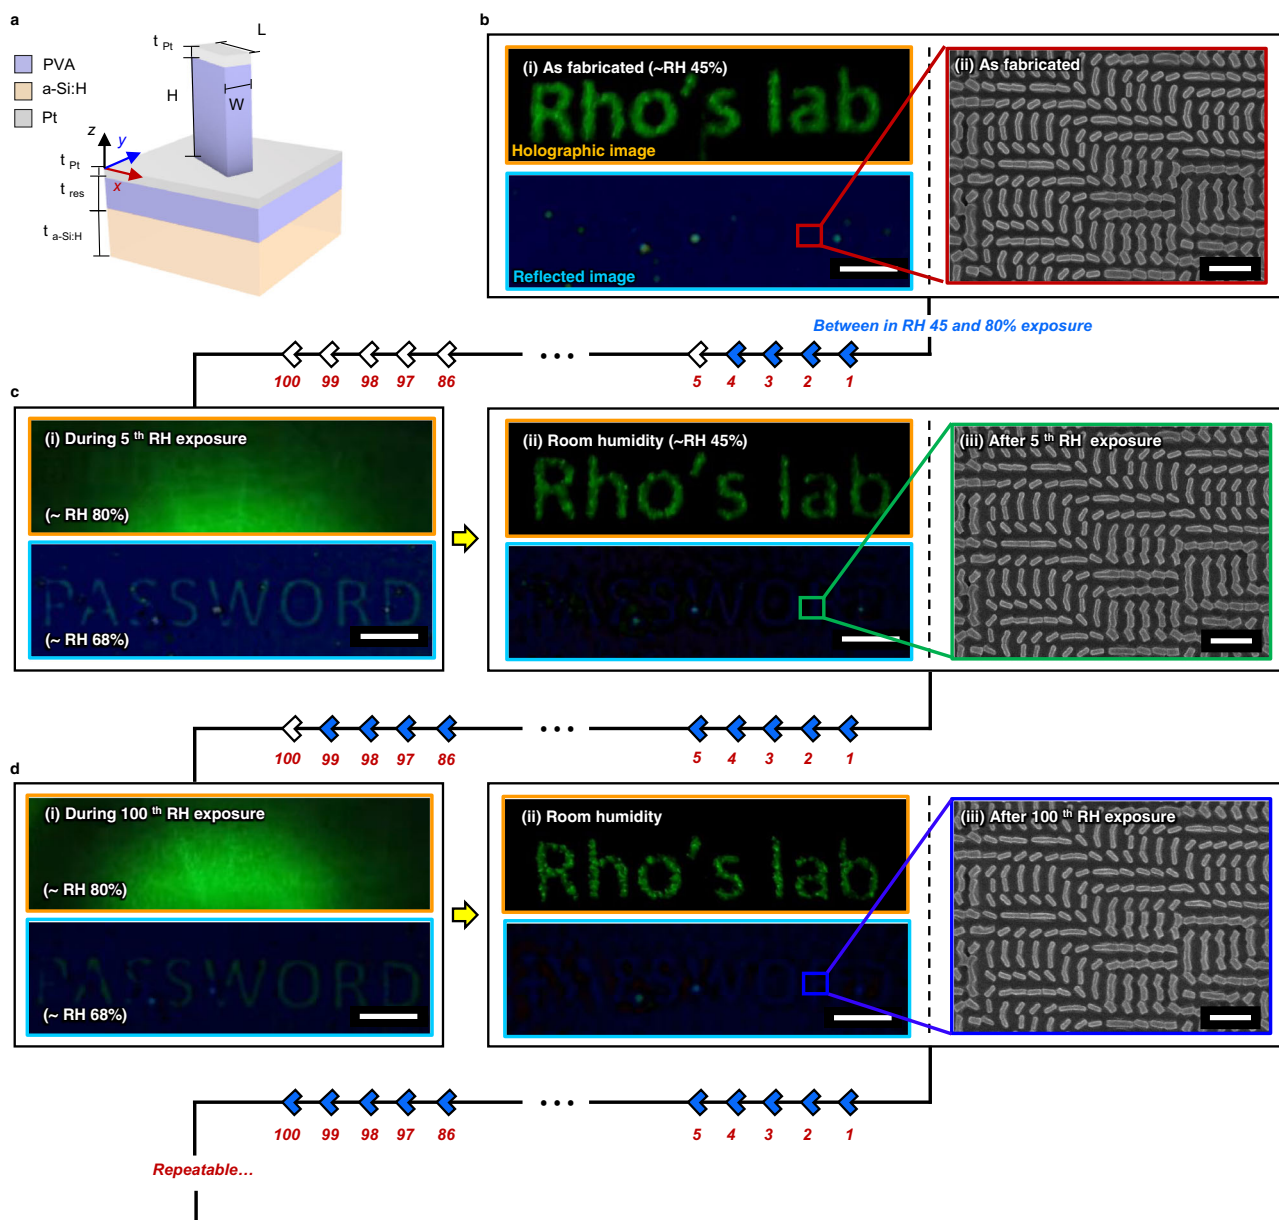 a
PVA
a-Si:H
Pt
t Pt
L
H
W
z
y
x
t Pt
t res
t a-Si:H
b
(i) As fabricated (~RH 45%)
Rho's lab
Holographic image
Reflected image
(ii) As fabricated
Between in RH 45 and 80% exposure
100 99 98 97 86 ... 5 4 3 2 1
c
(i) During 5 th RH exposure
(~ RH 80%)
PASSWORD
(~ RH 68%)
(ii) Room humidity (~RH 45%)
Rho's lab
PASSWORD
(iii) After 5 th RH exposure
100 99 98 97 86 ... 5 4 3 2 1
d
(i) During 100 th RH exposure
(~ RH 80%)
PASSWORD
(~ RH 68%)
(ii) Room humidity
Rho's lab
PASSWORD
(iii) After 100 th RH exposure
100 99 98 97 86 ... 5 4 3 2 1
Repeatable...